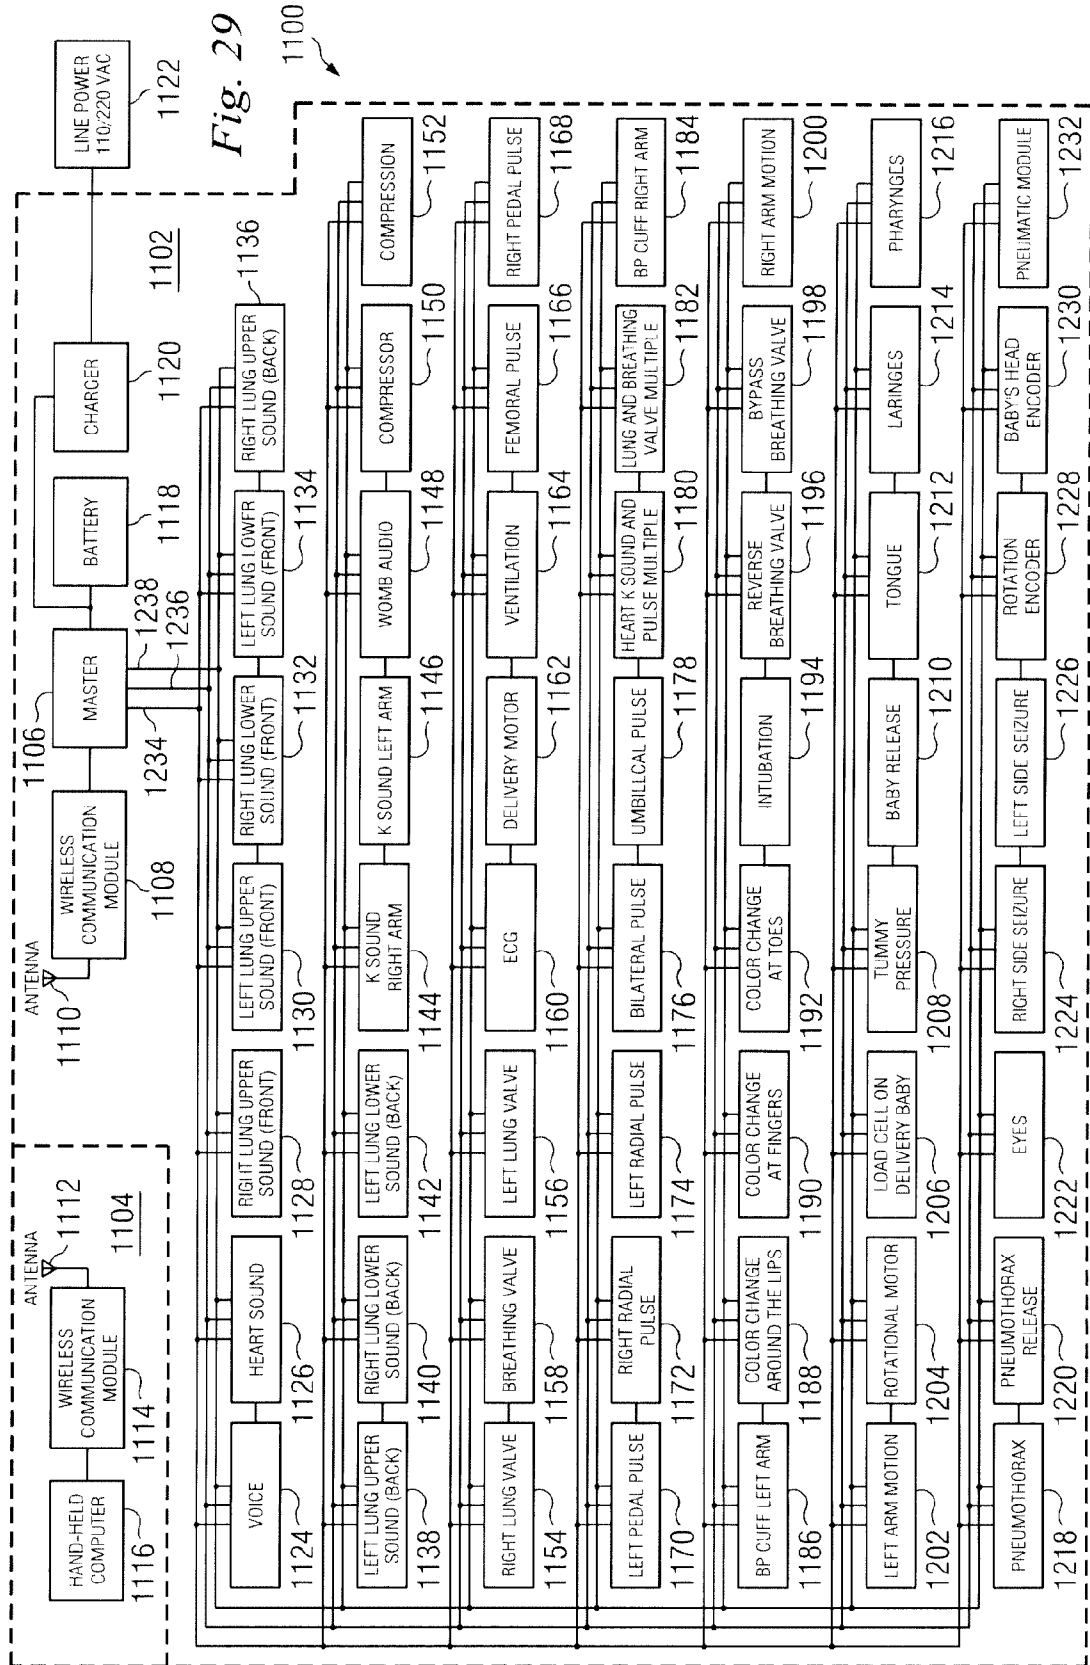 Fig. 29
1100
HAND-HELD
COMPUTER
1116
WIRELESS
COMMUNICATION
MODULE
1114
ANTENNA
1112
1104
ANTENNA
1110
WIRELESS
COMMUNICATION
MODULE
1108
1106
MASTER
1234
1236
1238
BATTERY
1118
CHARGER
1120
1102
LINE POWER
110/220 VAC
1122
VOICE
1124
HEART SOUND
1126
RIGHT LUNG UPPER
SOUND (FRONT)
1128
LEFT LUNG UPPER
SOUND (FRONT)
1130
RIGHT LUNG LOWER
SOUND (FRONT)
1132
LEFT LUNG LOWER
SOUND (FRONT)
1134
RIGHT LUNG UPPER
SOUND (BACK)
1136
LEFT LUNG UPPER
SOUND (BACK)
1138
RIGHT LUNG LOWER
SOUND (BACK)
1140
LEFT LUNG LOWER
SOUND (BACK)
1142
K SOUND
RIGHT ARM
1144
K SOUND LEFT ARM
1146
WOMB AUDIO
1148
COMPRESSOR
1150
COMPRESSION
1152
RIGHT LUNG VALVE
1154
BREATHING VALVE
1158
LEFT LUNG VALVE
1156
ECG
1160
DELIVERY MOTOR
1162
VENTILATION
1164
FEMORAL PULSE
1166
RIGHT PEDAL PULSE
1168
LEFT PEDAL PULSE
1170
RIGHT RADIAL
PULSE
1172
LEFT RADIAL PULSE
1174
BILATERAL PULSE
1176
UMBILLCAL PULSE
1178
HEART K SOUND AND
PULSE MULTIPLE
1180
LUNG AND BREATHING
VALVE MULTIPLE
1182
BP CUFF RIGHT ARM
1184
BP CUFF LEFT ARM
1186
COLOR CHANGE
AROUND THE LIPS
1188
COLOR CHANGE
AT FINGERS
1190
COLOR CHANGE
AT TOES
1192
INTUBATION
1194
REVERSE
BREATHING VALVE
1196
BYPASS
BREATHING VALVE
1198
RIGHT ARM MOTION
1200
LEFT ARM MOTION
1202
ROTATIONAL MOTOR
1204
LOAD CELL ON
DELIVERY BABY
1206
TUMMY
PRESSURE
1208
BABY RELEASE
1210
TONGUE
1212
LARINGES
1214
PHARYNGES
1216
PNEUMOTHORAX
1218
PNEUMOTHORAX
RELEASE
1220
EYES
1222
RIGHT SIDE SEIZURE
1224
LEFT SIDE SEIZURE
1226
ROTATION
ENCODER
1228
BABY'S HEAD
ENCODER
1230
PNEUMATIC MODULE
1232